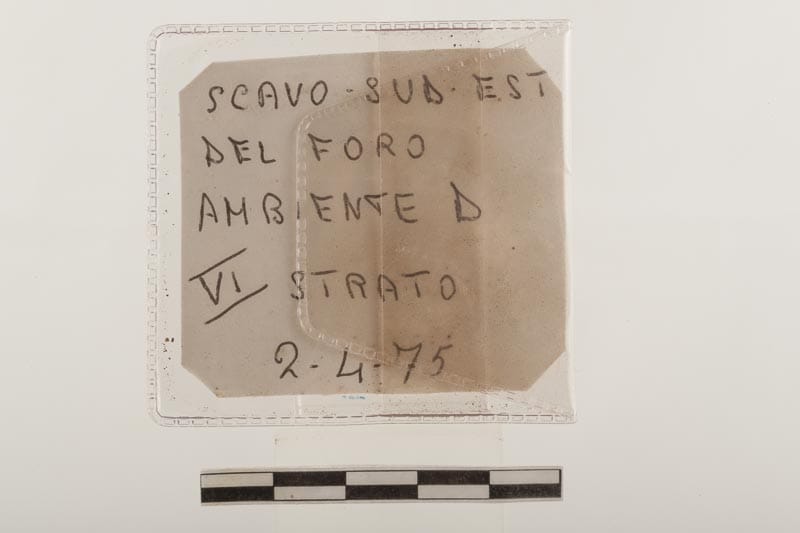 SCAVO - SUD - EST
DEL FORO
AMBIENTE D
VI STRATO
2-4-75